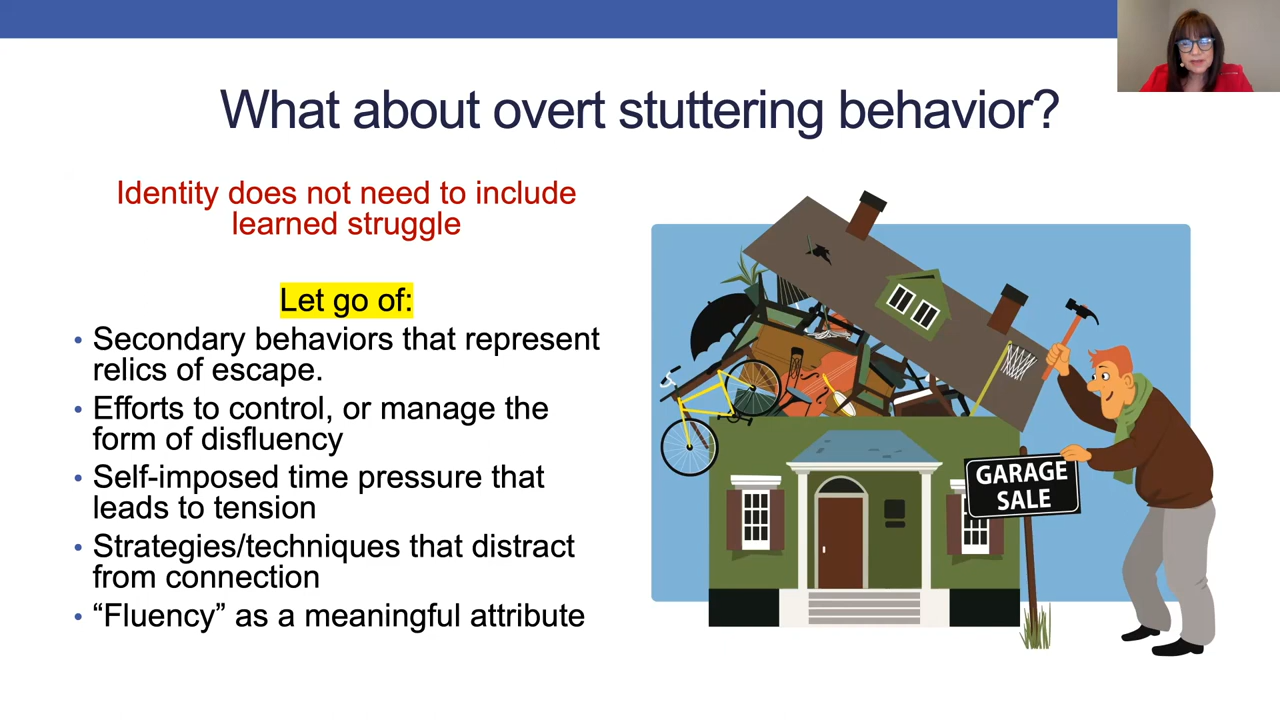 What about overt stuttering behavior?
Identity does not need to include
learned struggle
Let go of:
• Secondary behaviors that represent
relics of escape.
• Efforts to control, or manage the
form of disfluency
• Self-imposed time pressure that
leads to tension
• Strategies/techniques that distract
from connection
• “Fluency” as a meaningful attribute
GARAGE
SALE